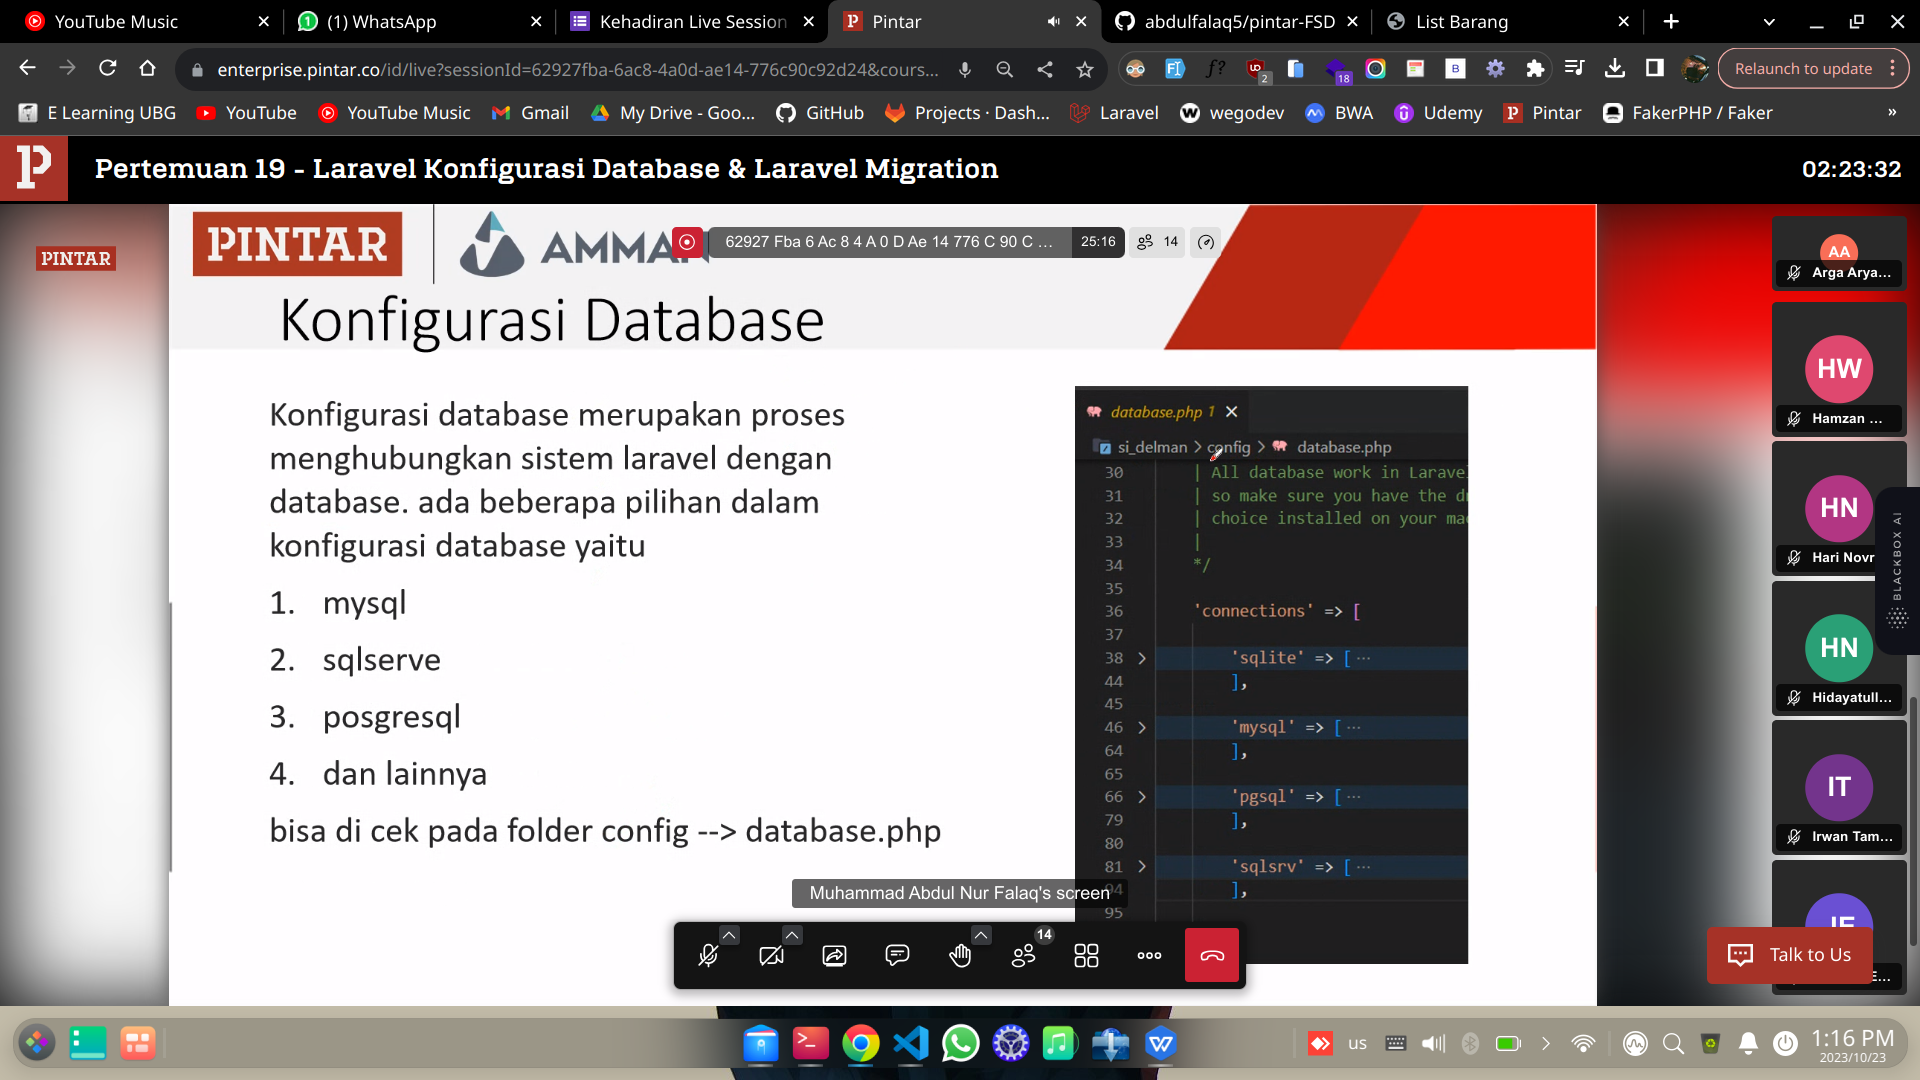 YouTube Music
(1) WhatsApp
Kehadiran Live Session
Pintar
abdulfalaq5/pintar-FSD
List Barang
enterprise.pintar.co/id/live?sessionId=62927fba-6ac8-4a0d-ae14-776c90c92d24&cours...
2
18
Relaunch to update
E Learning UBG
YouTube
YouTube Music
Gmail
My Drive - Goo...
GitHub
Projects · Dash...
Laravel
wegodev
BWA
Udemy
Pintar
FakerPHP / Faker
»
Pertemuan 19 - Laravel Konfigurasi Database & Laravel Migration
02:23:32
PINTAR
PINTAR
AMMA
62927 Fba 6 Ac 8 4 A 0 D Ae 14 776 C 90 C ...
25:16
14
Konfigurasi Database
Konfigurasi database merupakan proses
menghubungkan sistem laravel dengan
database. ada beberapa pilihan dalam
konfigurasi database yaitu
1. mysql
2. sqlserve
3. posgresql
4. dan lainnya
bisa di cek pada folder config --> database.php
database.php 1
si_delman > config > database.php
30 | All database work in Laravel
31 | so make sure you have the d
32 | choice installed on your ma
33 |
34 */
35
36 'connections' => [
37
38 'sqlite' => [ ...
44 ],
45
46 'mysql' => [ ...
64 ],
65
66 'pgsql' => [ ...
79 ],
80
81 'sqlsrv' => [ ...
94 ],
95
Muhammad Abdul Nur Falaq's screen
14
AA
Arga Arya...
HW
Hamzan ...
HN
Hari Novr
HN
Hidayatull...
IT
Irwan Tam...
BLACKBOX AI
Talk to Us
us
1:16 PM
2023/10/23